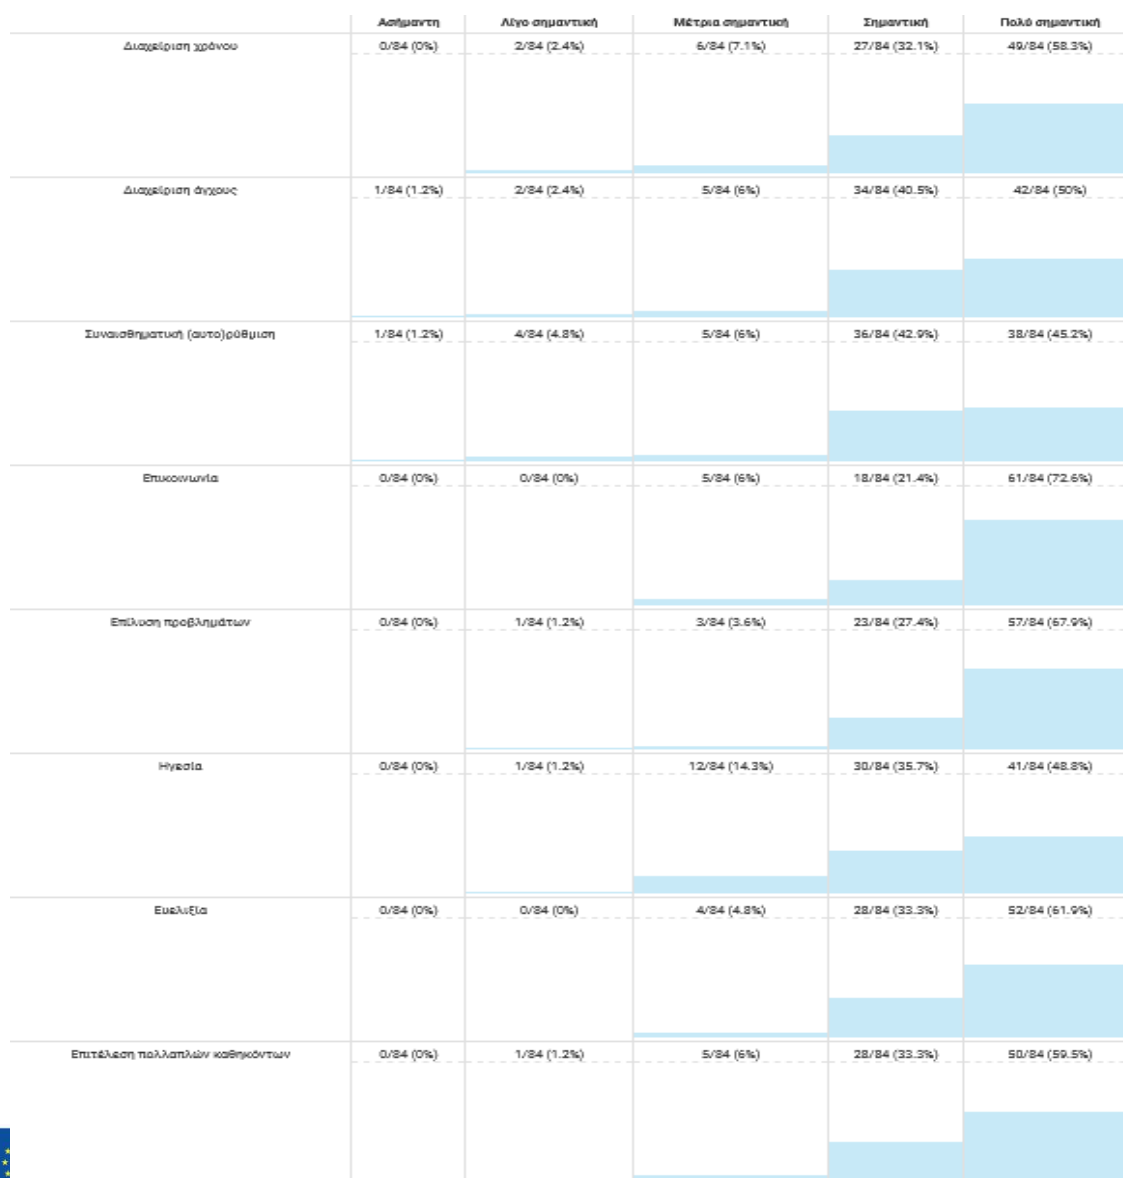 Ασήμαντη Λίγο σημαντική Μέτρια σημαντική Σημαντική Πολύ σημαντική
Διαχείριση χρόνου 0/84 (0%) 2/84 (2.4%) 6/84 (7.1%) 27/84 (32.1%) 49/84 (58.3%)
Διαχείριση άγχους 1/84 (1.2%) 2/84 (2.4%) 5/84 (6%) 34/84 (40.5%) 42/84 (50%)
Συναισθηματική (αυτο)ρύθμιση 1/84 (1.2%) 4/84 (4.8%) 5/84 (6%) 36/84 (42.9%) 38/84 (45.2%)
Επικοινωνία 0/84 (0%) 0/84 (0%) 5/84 (6%) 18/84 (21.4%) 61/84 (72.6%)
Επίλυση προβλημάτων 0/84 (0%) 1/84 (1.2%) 3/84 (3.6%) 23/84 (27.4%) 57/84 (67.9%)
Ηγεσία 0/84 (0%) 1/84 (1.2%) 12/84 (14.3%) 30/84 (35.7%) 41/84 (48.8%)
Ευελιξία 0/84 (0%) 0/84 (0%) 4/84 (4.8%) 28/84 (33.3%) 52/84 (61.9%)
Επιτέλεση πολλαπλών καθηκόντων 0/84 (0%) 1/84 (1.2%) 5/84 (6%) 28/84 (33.3%) 50/84 (59.5%)